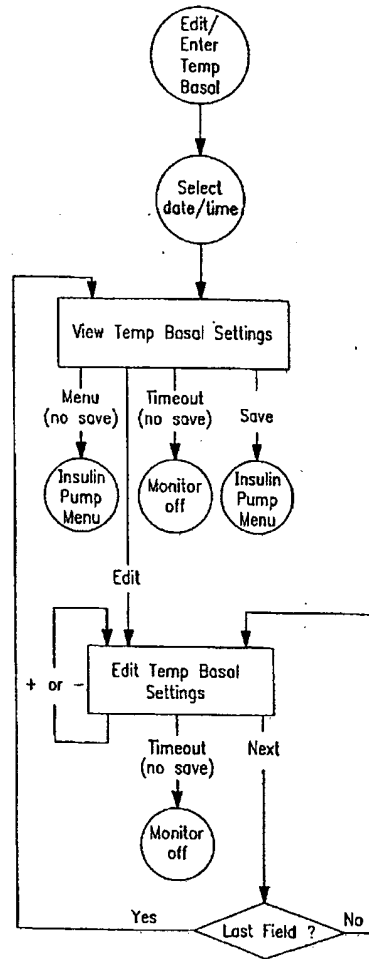 Edit/
Enter
Temp
Basal
Select
date/time
View Temp Basal Settings
Menu
(no save)
Timeout
(no save)
Save
Insulin
Pump
Menu
Monitor
off
Insulin
Pump
Menu
Edit
+ or -
Edit Temp Basal
Settings
Timeout
(no save)
Next
Monitor
off
Yes
Last Field ?
No